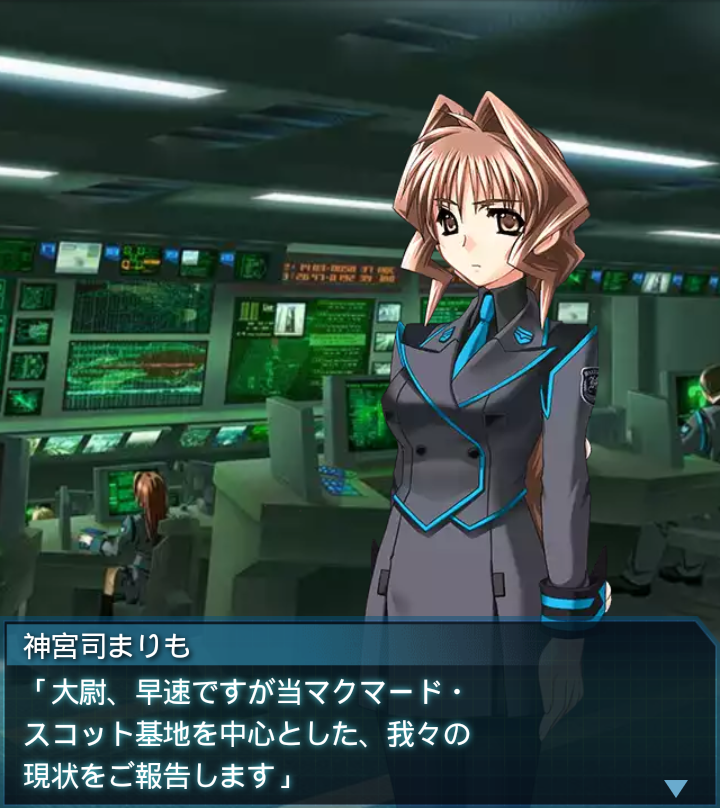 神宮司まりも
「大尉、早速ですが当マクマード・
スコット基地を中心とした、我々の
現状をご報告します」